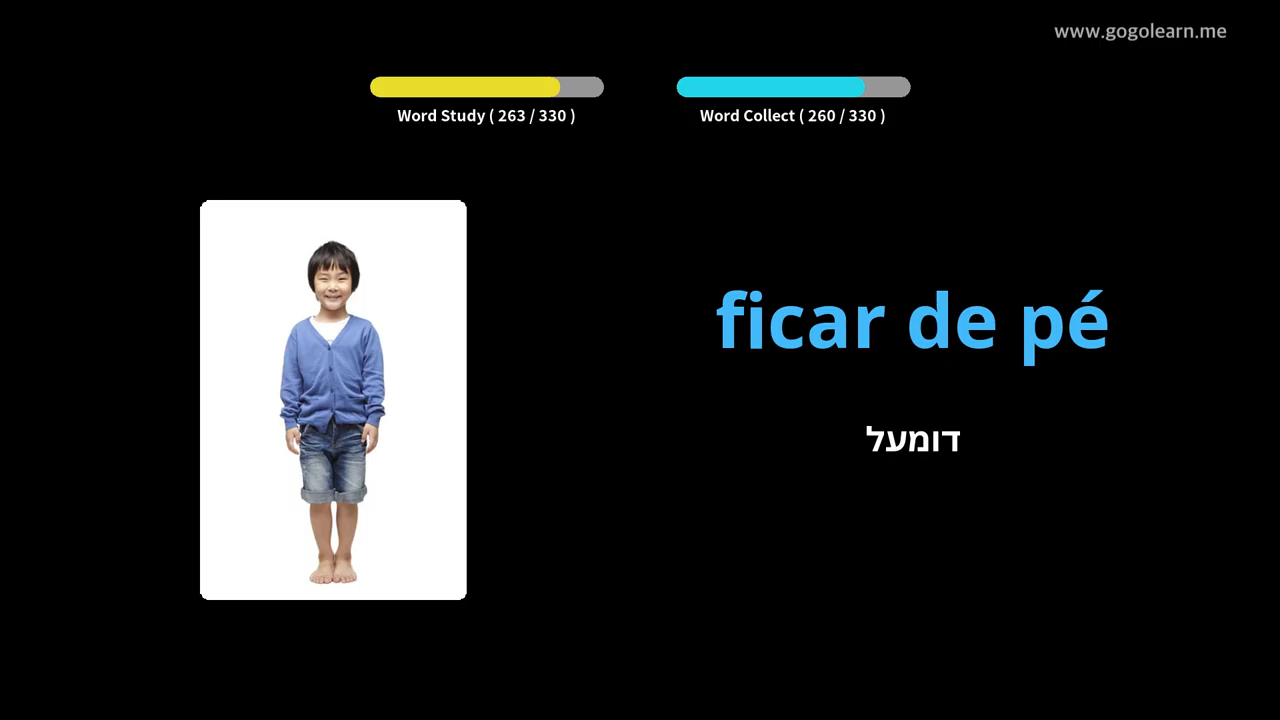 www.gogolearn.me
Word Study ( 263 / 330 )
Word Collect ( 260 / 330 )
ficar de pé
דומעל